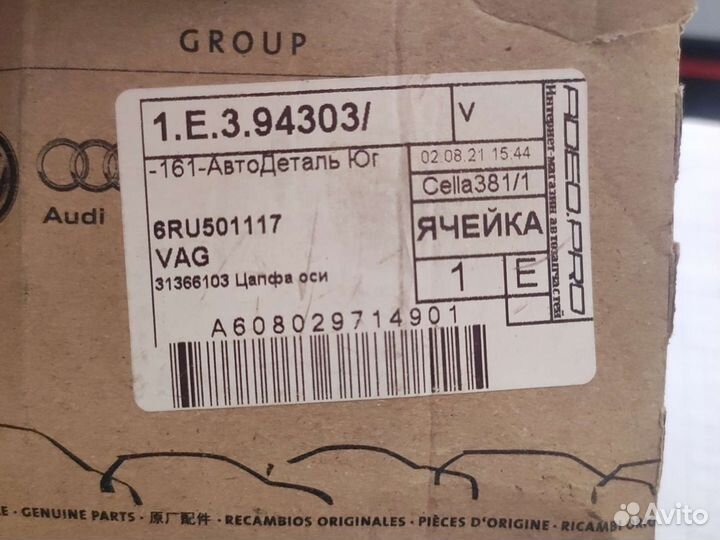 GROUP
Audi
1.E.3.94303/
V
-161-АвтоДеталь Юг
02.08.21 15:44
Cella381/1
6RU501117
VAG
31366103 Цапфа оси
ЯЧЕЙКА
1
E
A608029714901
ADEO.PRO
Интернет-магазин автозапчастей
· GENUINE PARTS · 原厂配件 · RECAMBIOS ORIGINALES · PIÈCES D'ORIGINE · RICAMBI
Avito